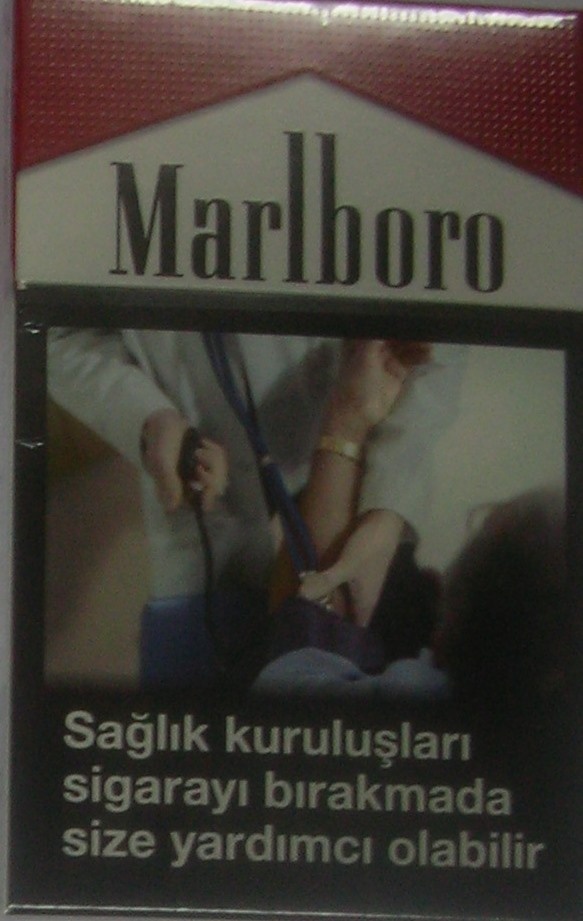 Marlboro
Sağlık kuruluşları
sigarayı bırakmada
size yardımcı olabilir